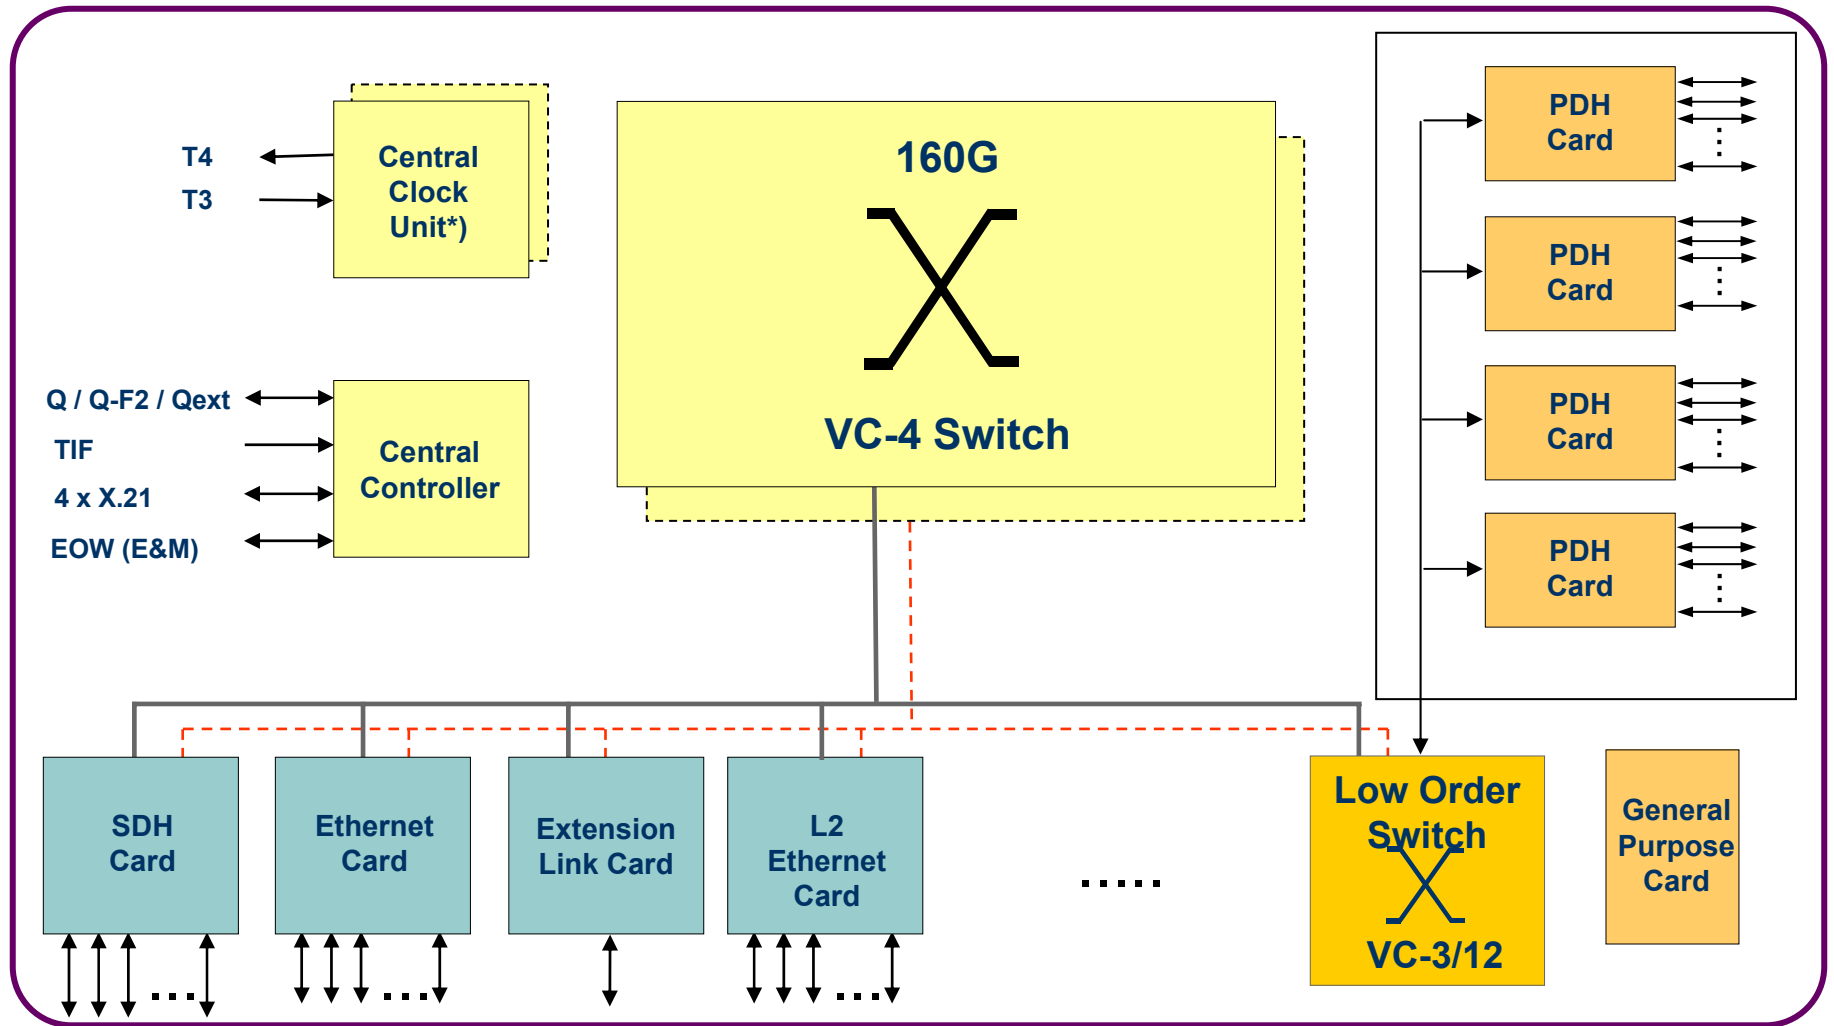 T4
T3
Central
Clock
Unit*)
160G
VC-4 Switch
PDH
Card
PDH
Card
PDH
Card
PDH
Card
Q / Q-F2 / Qext
TIF
4 x X.21
EOW (E&M)
Central
Controller
SDH
Card
Ethernet
Card
Extension
Link Card
L2
Ethernet
Card
Low Order
Switch
VC-3/12
General
Purpose
Card